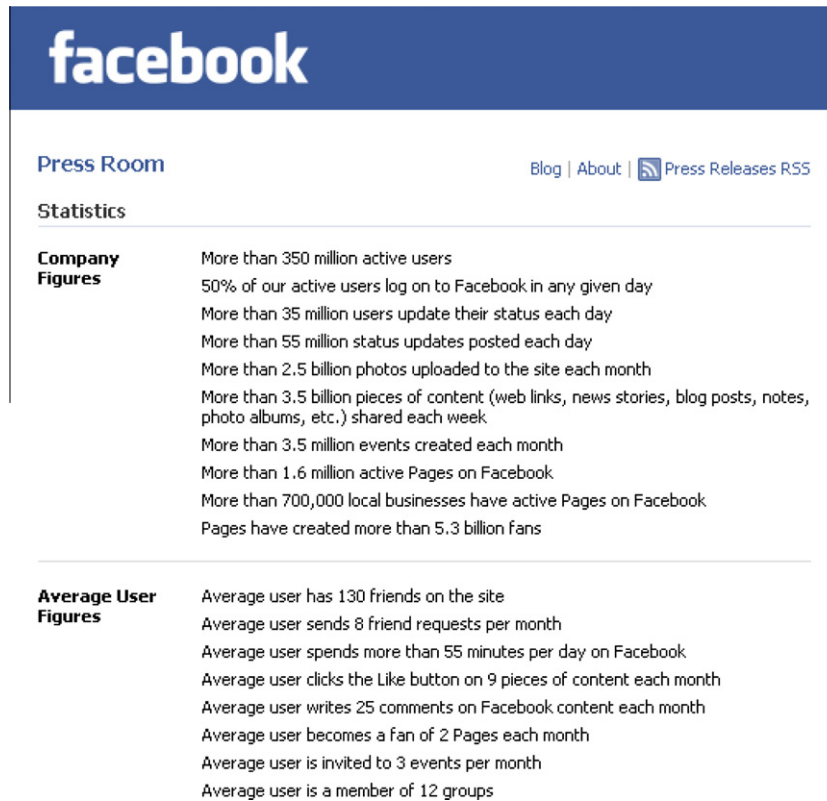 facebook
Press Room
Blog | About | Press Releases RSS
Statistics
Company
Figures
More than 350 million active users
50% of our active users log on to Facebook in any given day
More than 35 million users update their status each day
More than 55 million status updates posted each day
More than 2.5 billion photos uploaded to the site each month
More than 3.5 billion pieces of content (web links, news stories, blog posts, notes,
photo albums, etc.) shared each week
More than 3.5 million events created each month
More than 1.6 million active Pages on Facebook
More than 700,000 local businesses have active Pages on Facebook
Pages have created more than 5.3 billion fans
Average User
Figures
Average user has 130 friends on the site
Average user sends 8 friend requests per month
Average user spends more than 55 minutes per day on Facebook
Average user clicks the Like button on 9 pieces of content each month
Average user writes 25 comments on Facebook content each month
Average user becomes a fan of 2 Pages each month
Average user is invited to 3 events per month
Average user is a member of 12 groups